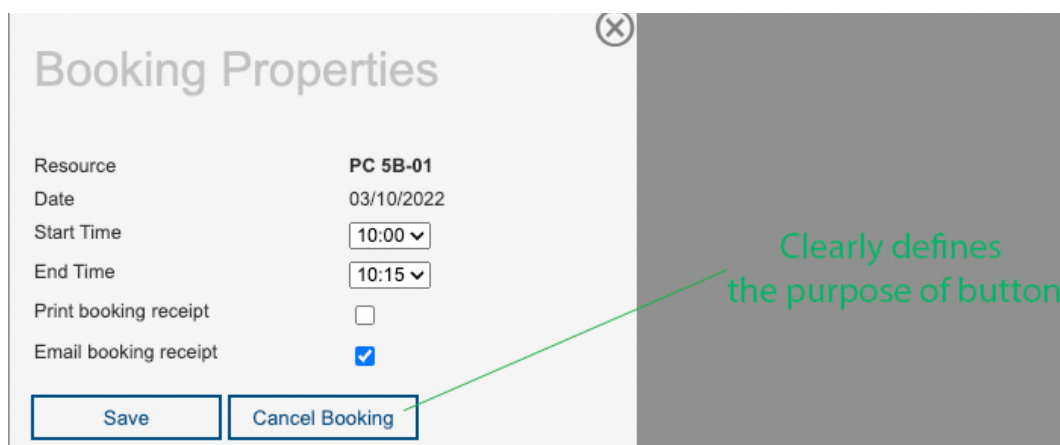 Booking Properties
Resource PC 5B-01
Date 03/10/2022
Start Time 10:00
End Time 10:15
Print booking receipt
Email booking receipt
Save Cancel Booking
Clearly defines
the purpose of button